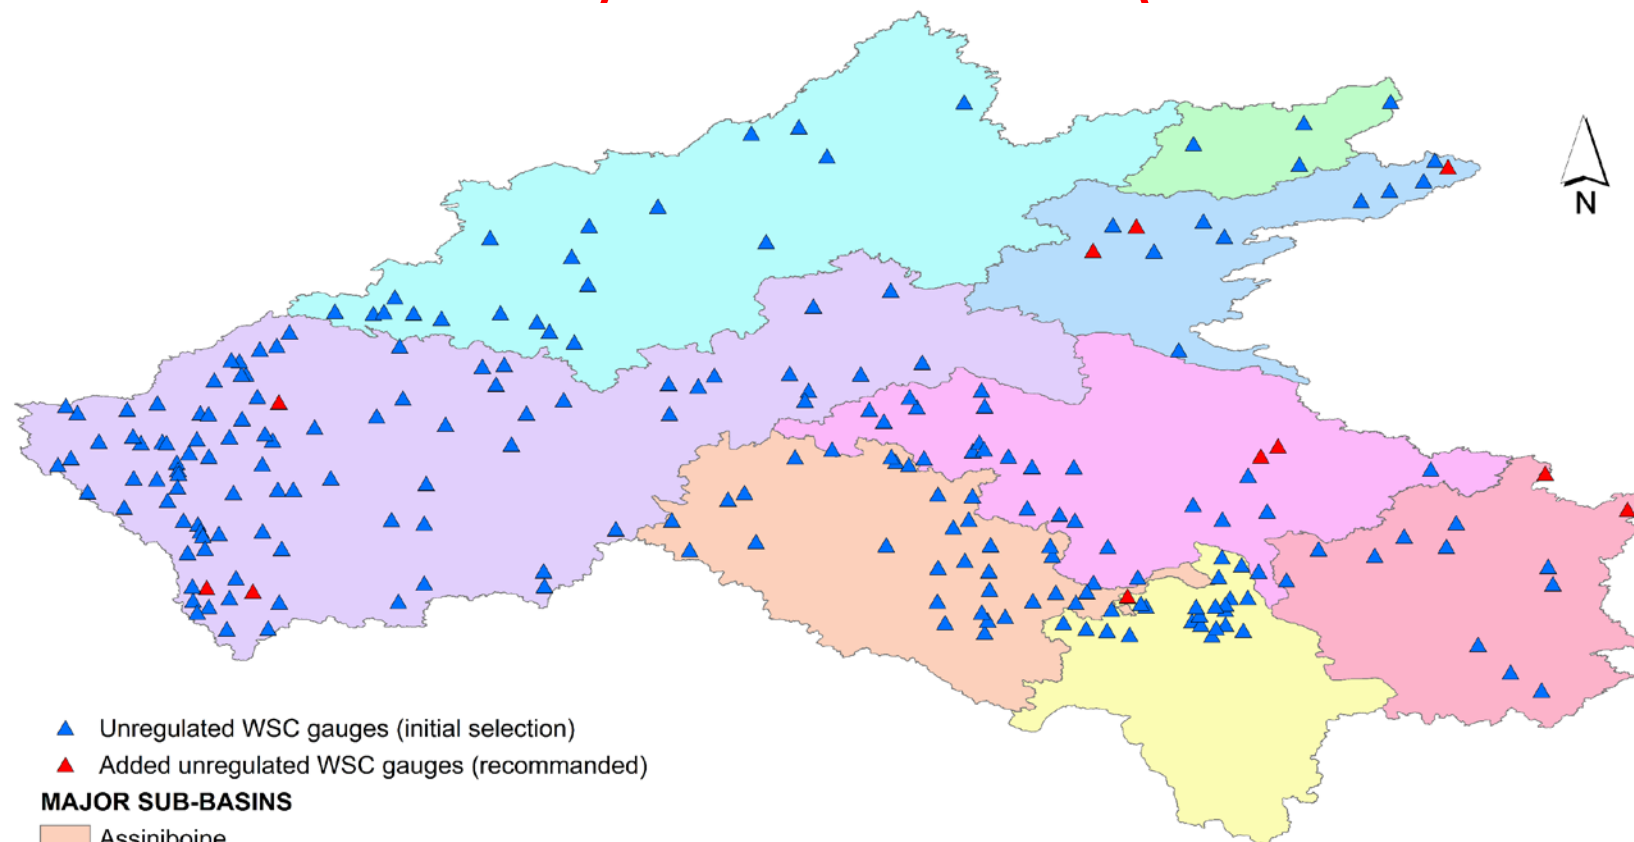 N
Unregulated WSC gauges (initial selection)
Added unregulated WSC gauges (recommanded)
MAJOR SUB-BASINS
Assiniboine